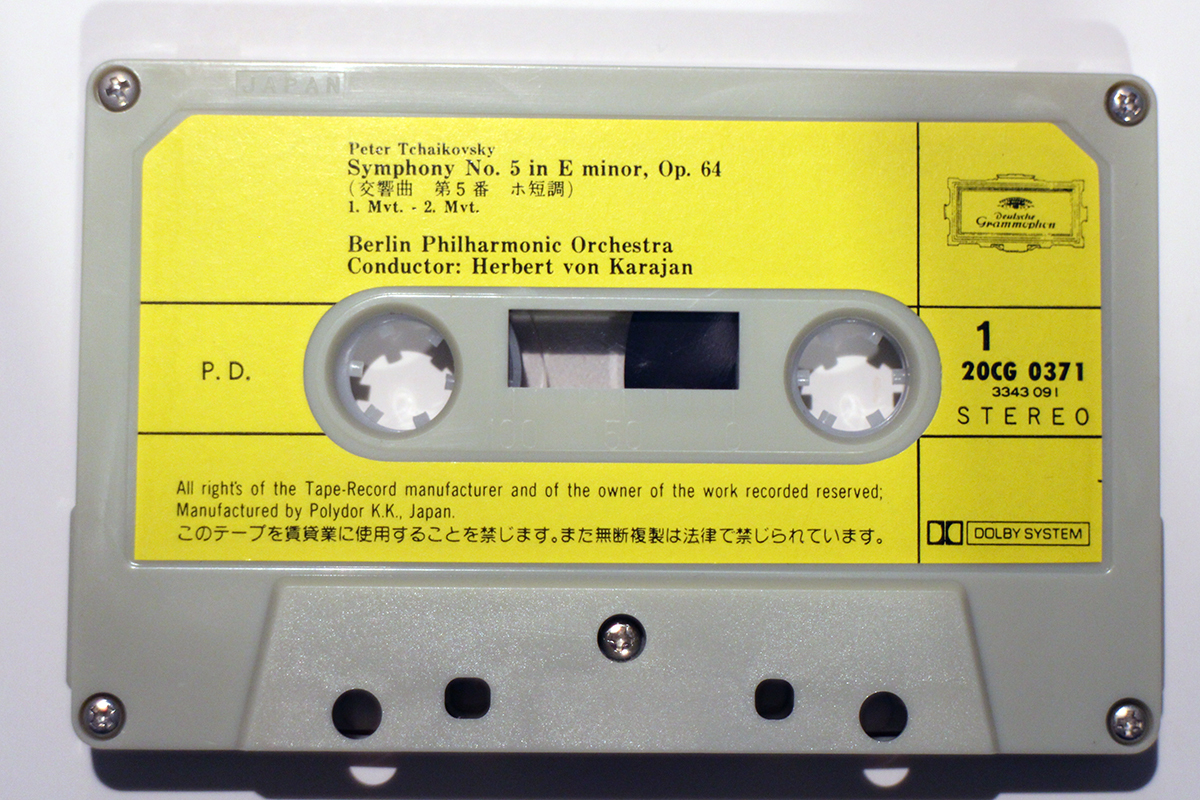 JAPAN
Peter Tchaikovsky
Symphony No. 5 in E minor, Op. 64
(交響曲 第5番 ホ短調)
1. Mvt. - 2. Mvt.
Berlin Philharmonic Orchestra
Conductor: Herbert von Karajan
Deutsche
Grammophon
P. D.
1
20CG 0371
3343 091
STEREO
100 50 0
All right's of the Tape-Record manufacturer and of the owner of the work recorded reserved;
Manufactured by Polydor K.K., Japan.
このテープを賃貸業に使用することを禁じます。また無断複製は法律で禁じられています。
DOLBY SYSTEM